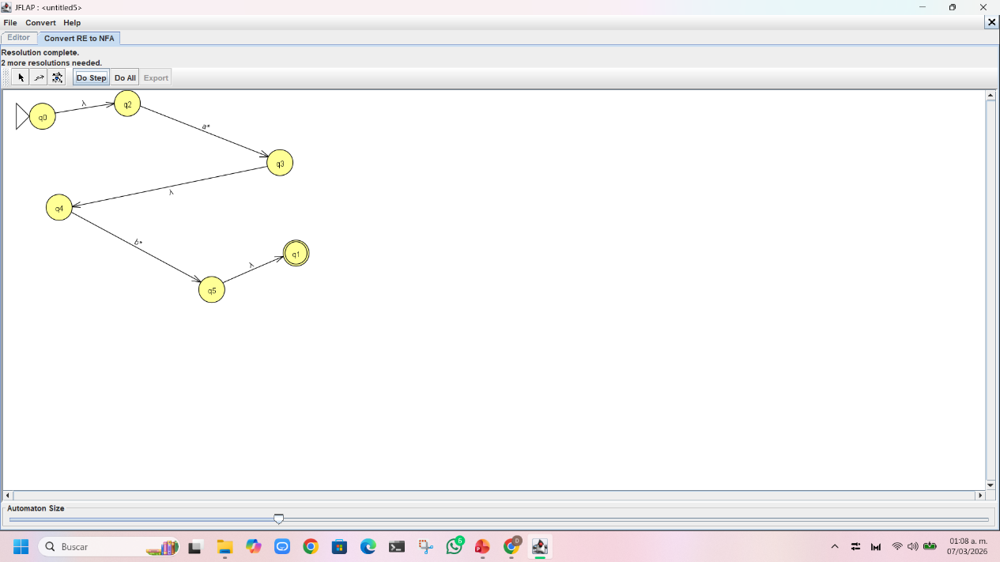 JFLAP : <untitled5>
File Convert Help
Editor Convert RE to NFA
Resolution complete.
2 more resolutions needed.
Do Step Do All Export
q0
λ
q2
a*
q3
λ
q4
b*
q5
λ
q1
Automaton Size
Buscar
6
D
01:08 a. m.
07/03/2026